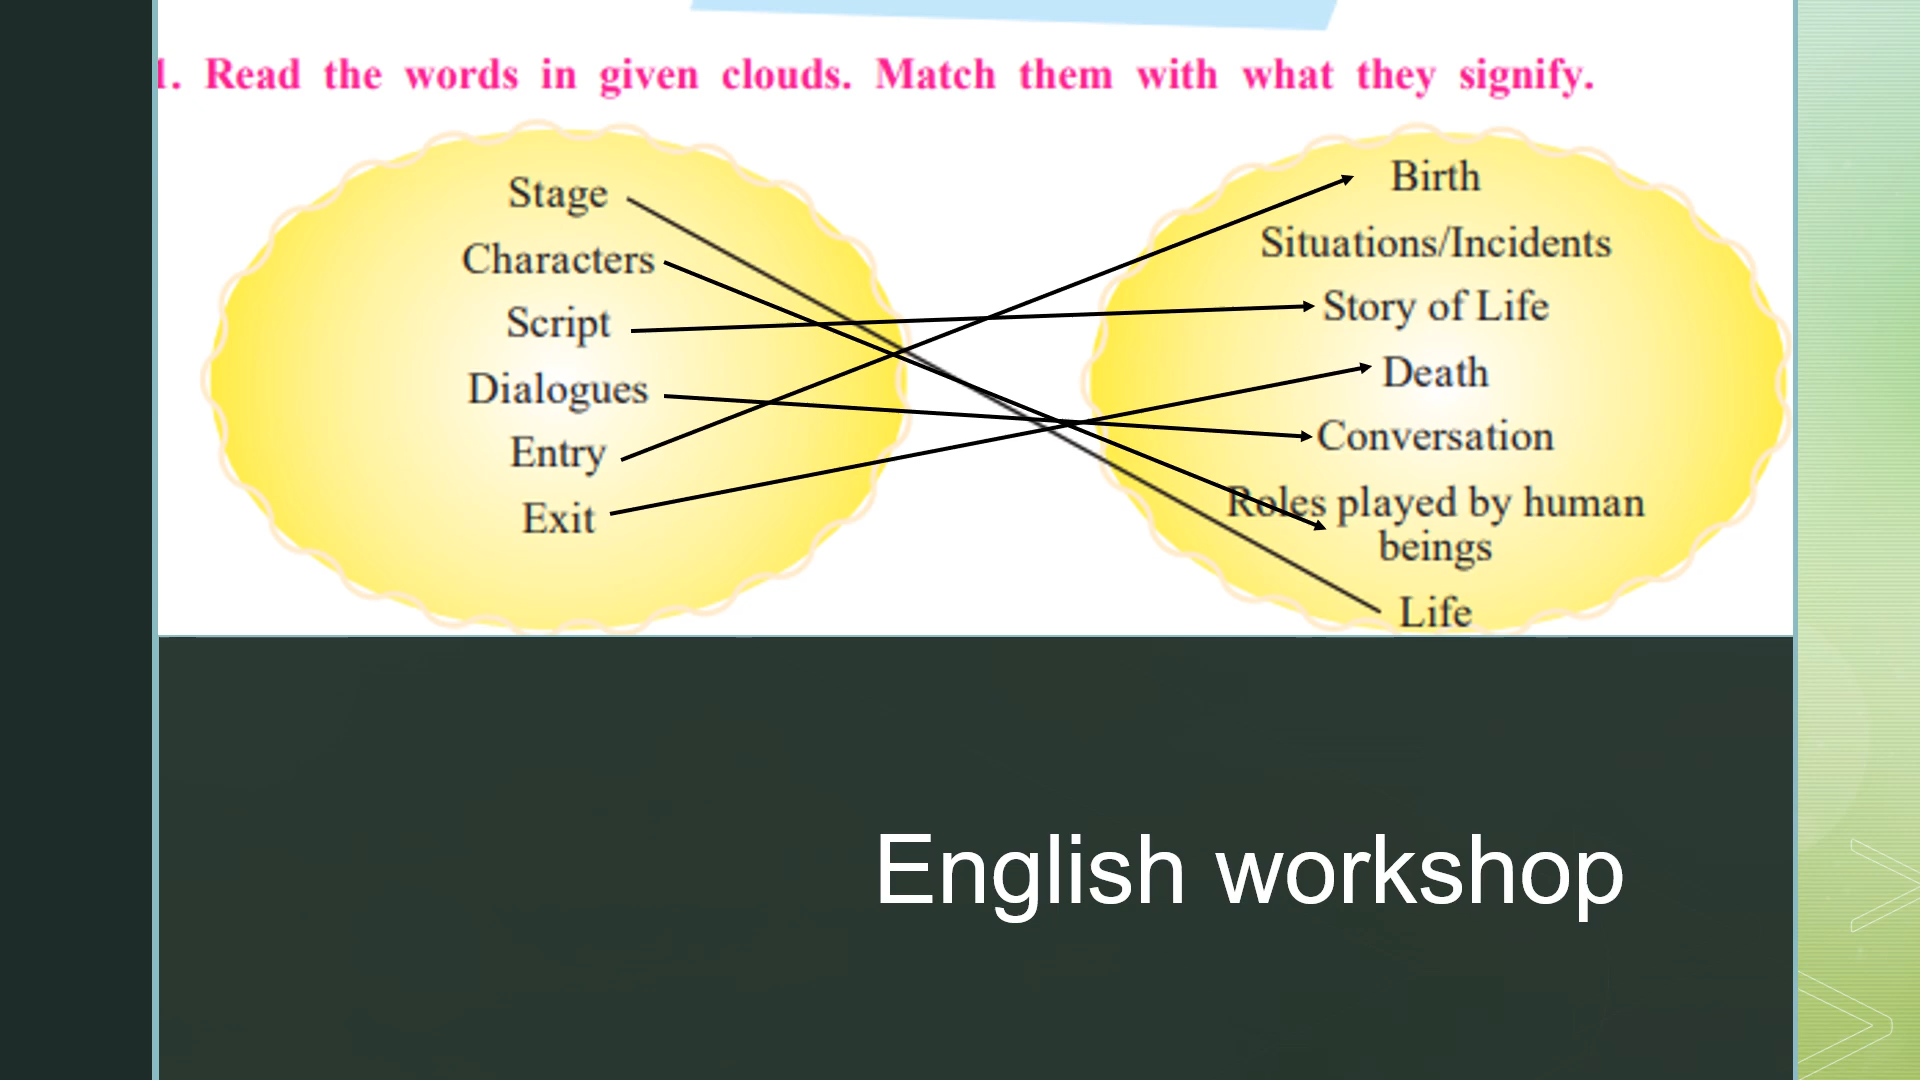 1. Read the words in given clouds. Match them with what they signify.
Stage
Characters
Script
Dialogues
Entry
Exit
Birth
Situations/Incidents
Story of Life
Death
Conversation
Roles played by human
beings
Life
English workshop